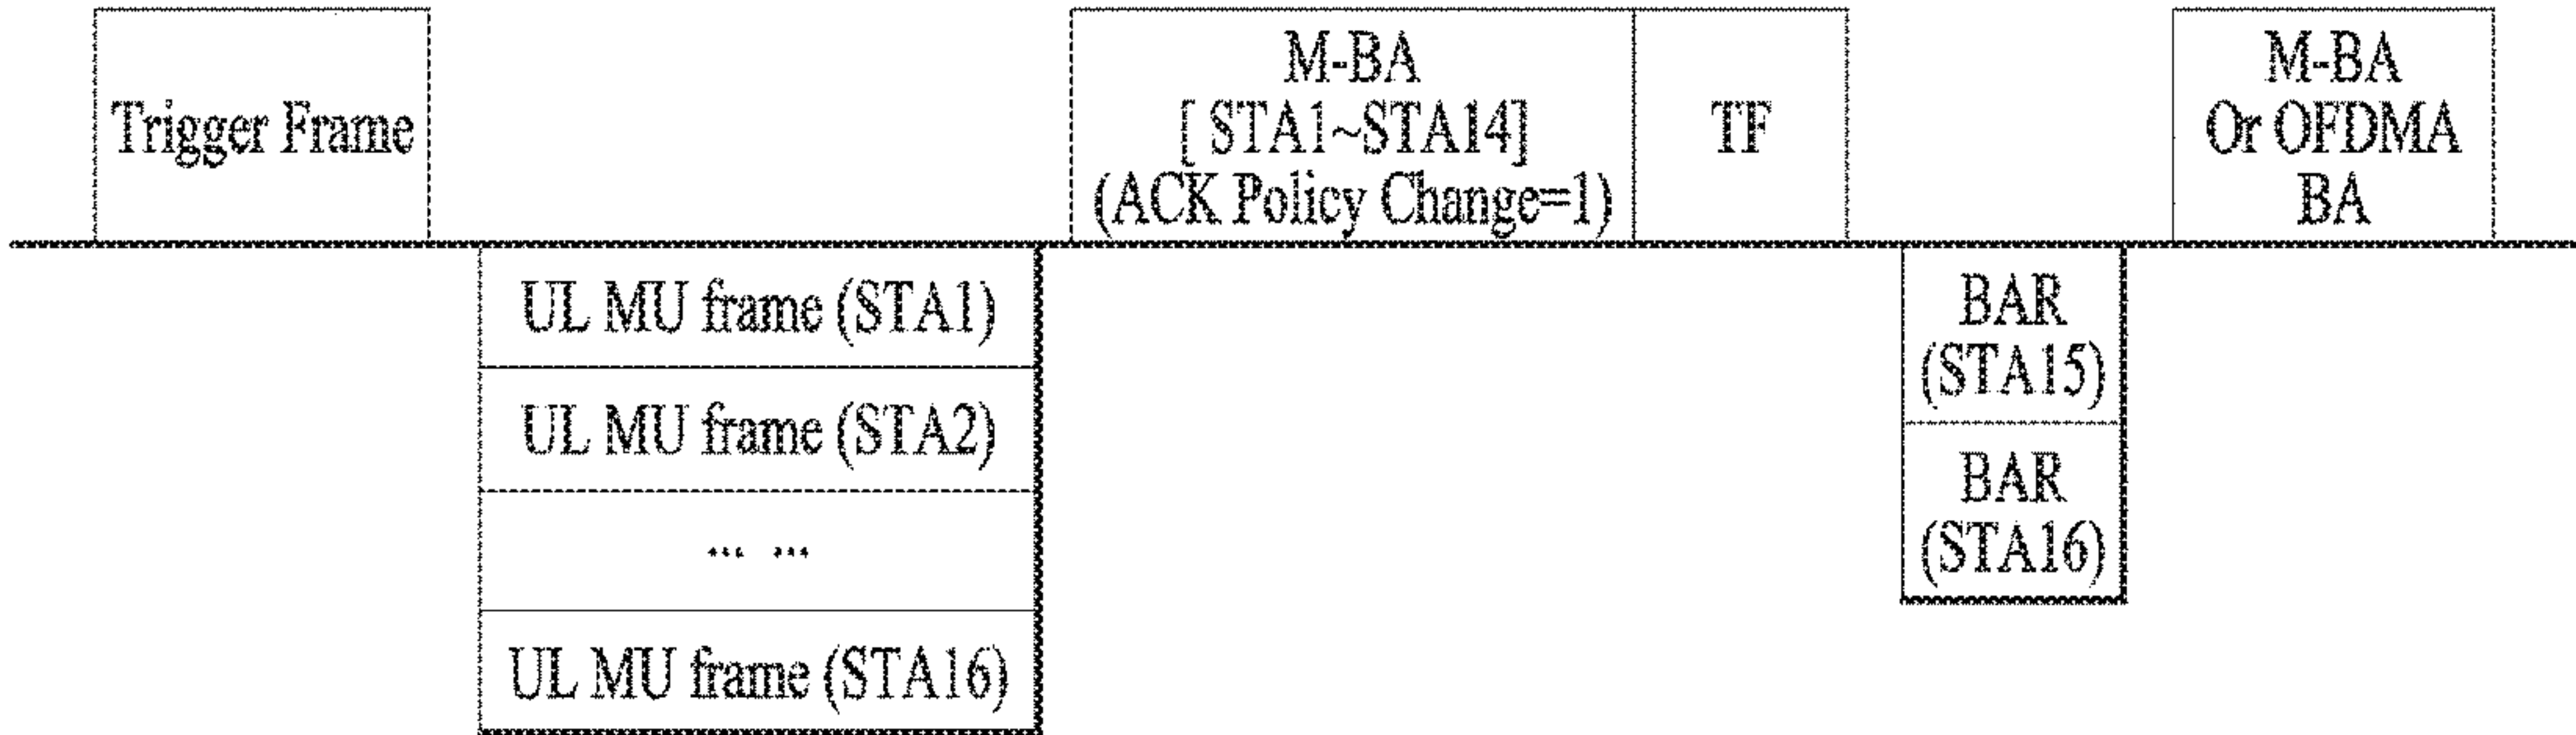 Trigger Frame
M-BA
[ STA1~STA14]
(ACK Policy Change=1)
TF
M-BA
Or OFDMA
BA
UL MU frame (STA1)
UL MU frame (STA2)
... ...
UL MU frame (STA16)
BAR
(STA15)
BAR
(STA16)